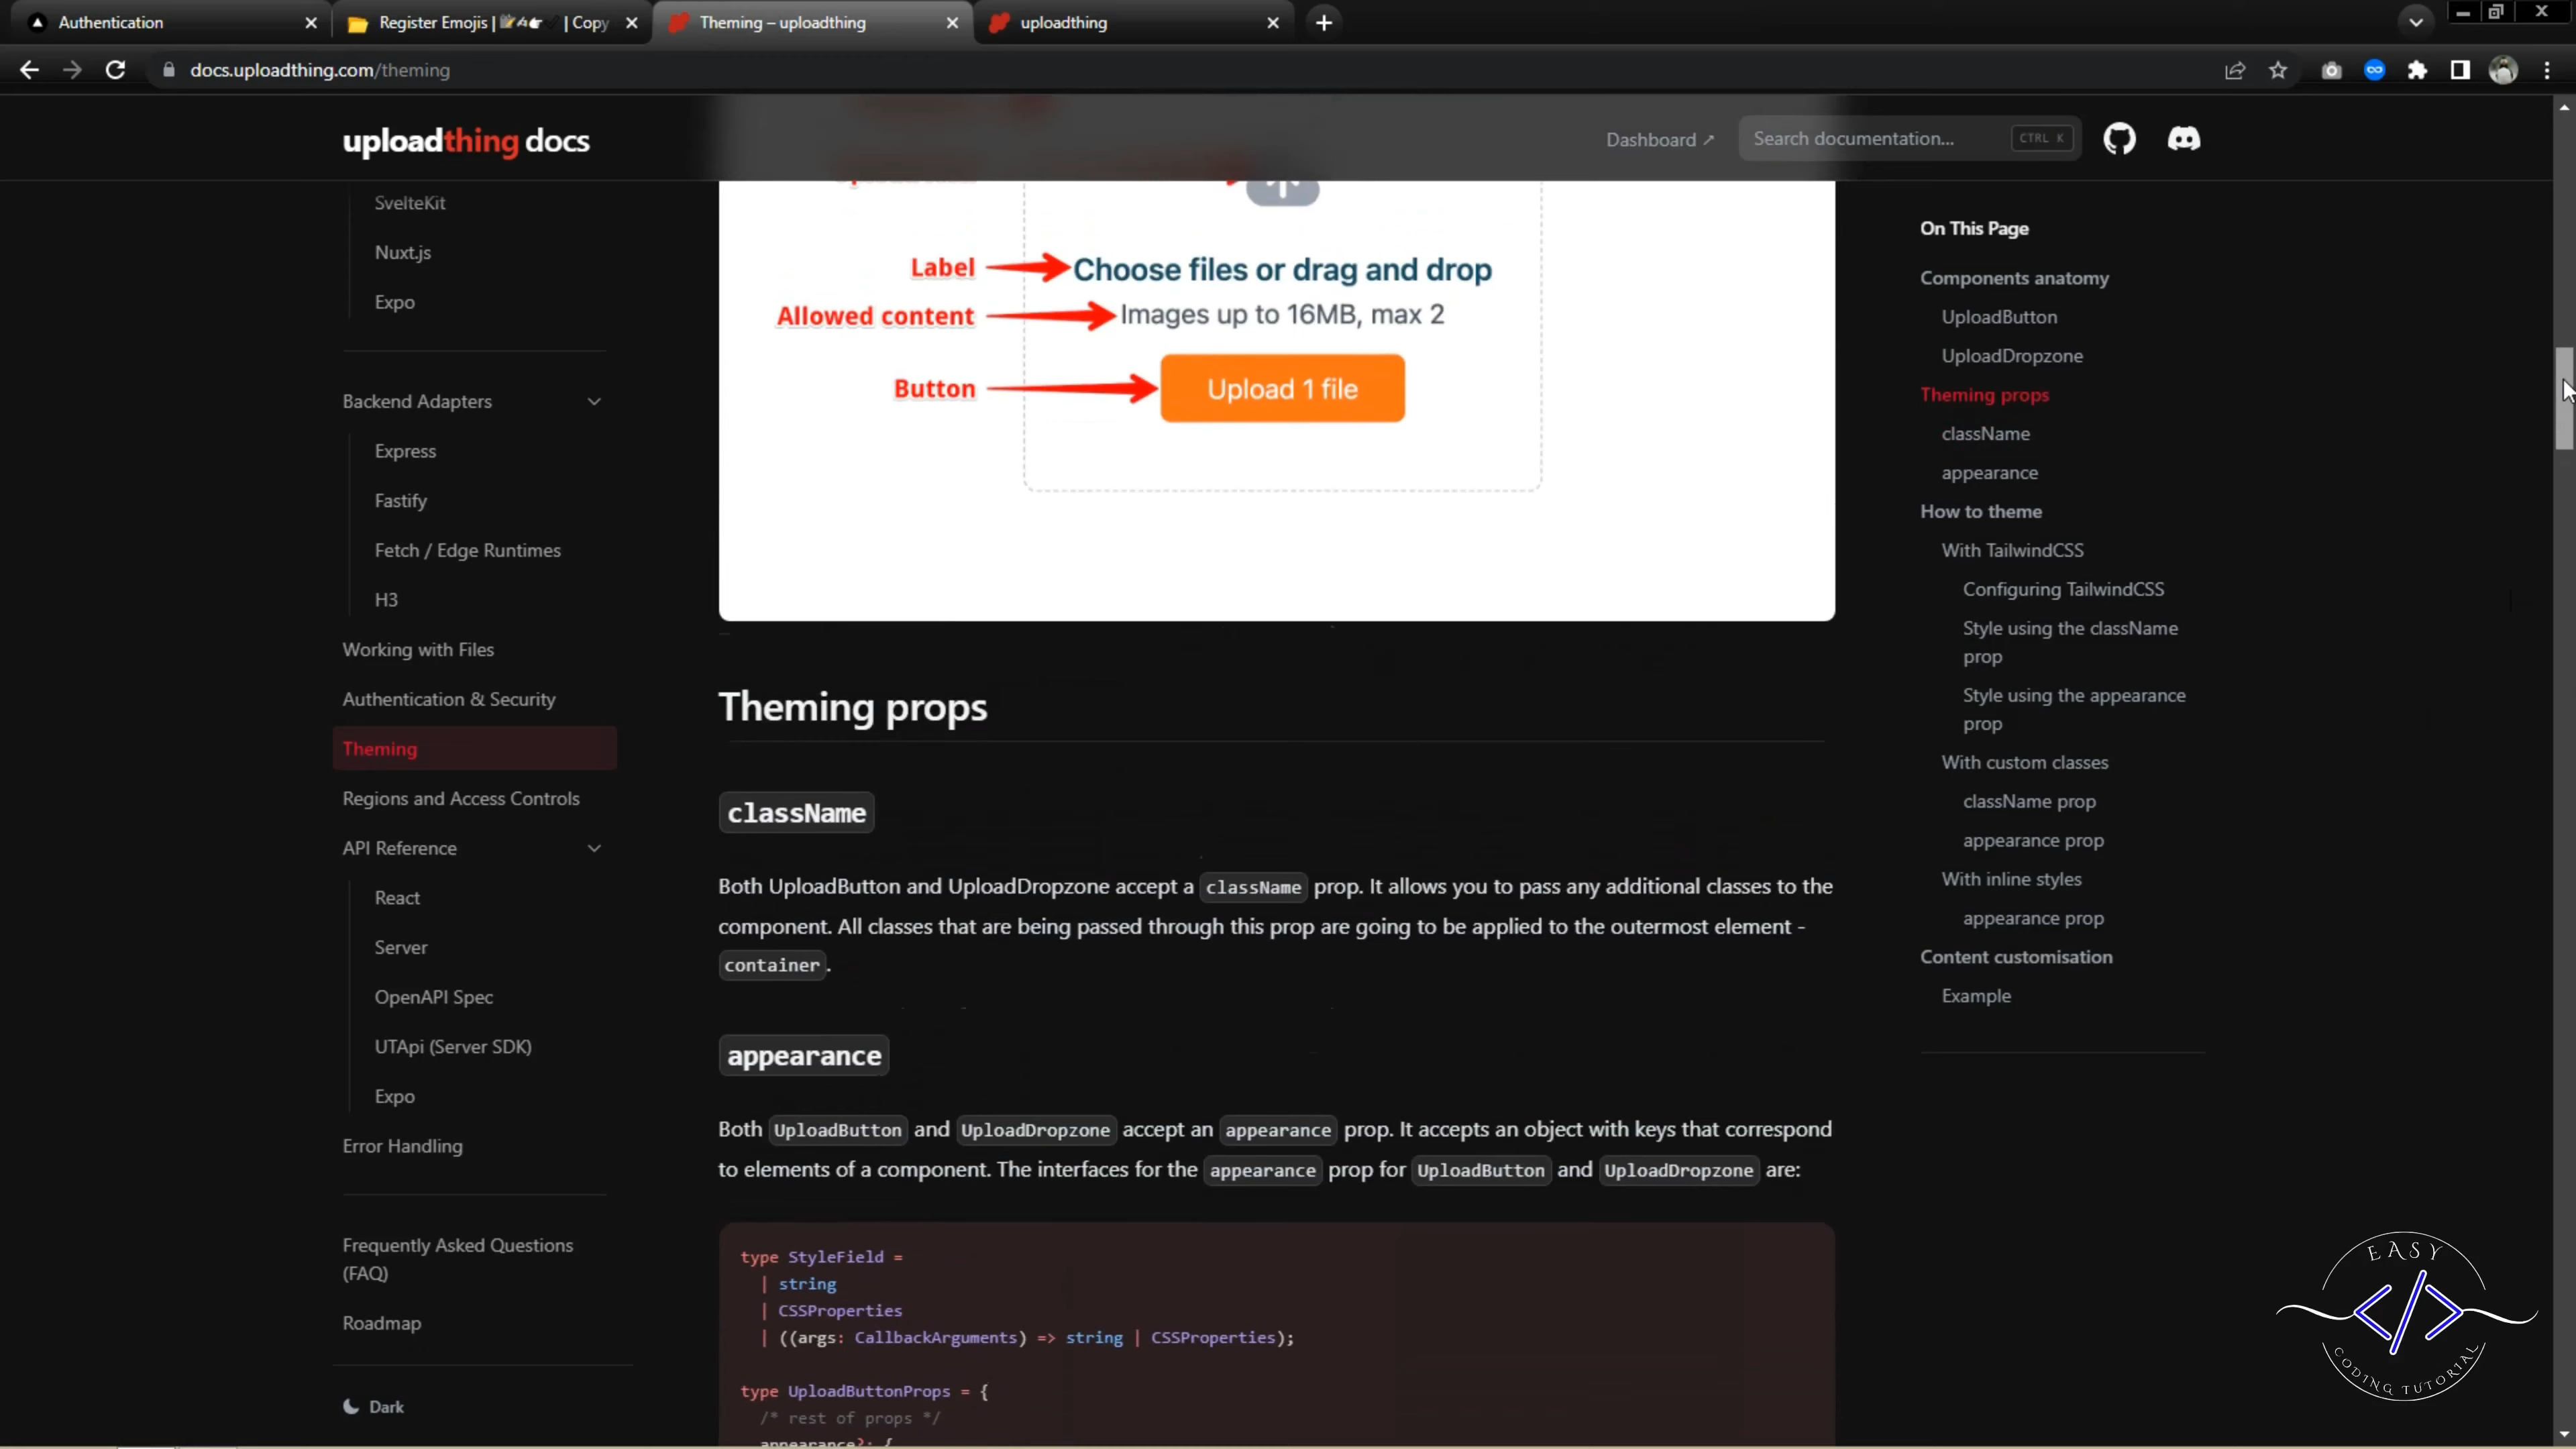 Authentication
Register Emojis | 📝✍👉✔ | Copy
Theming – uploadthing
uploadthing
docs.uploadthing.com/theming
uploadthing docs
Dashboard ↗
Search documentation...
CTRL K
SvelteKit
Nuxt.js
Expo
Backend Adapters
Express
Fastify
Fetch / Edge Runtimes
H3
Working with Files
Authentication & Security
Theming
Regions and Access Controls
API Reference
React
Server
OpenAPI Spec
UTApi (Server SDK)
Expo
Error Handling
Frequently Asked Questions
(FAQ)
Roadmap
Dark
Label
Choose files or drag and drop
Allowed content
Images up to 16MB, max 2
Button
Upload 1 file
Theming props
className
Both UploadButton and UploadDropzone accept a className prop. It allows you to pass any additional classes to the
component. All classes that are being passed through this prop are going to be applied to the outermost element -
container.
appearance
Both UploadButton and UploadDropzone accept an appearance prop. It accepts an object with keys that correspond
to elements of a component. The interfaces for the appearance prop for UploadButton and UploadDropzone are:
type StyleField =
| string
| CSSProperties
| ((args: CallbackArguments) => string | CSSProperties);
type UploadButtonProps = {
/* rest of props */
appearance?: {
On This Page
Components anatomy
UploadButton
UploadDropzone
Theming props
className
appearance
How to theme
With TailwindCSS
Configuring TailwindCSS
Style using the className
prop
Style using the appearance
prop
With custom classes
className prop
appearance prop
With inline styles
appearance prop
Content customisation
Example
EASY
</>
CODING TUTORIAL